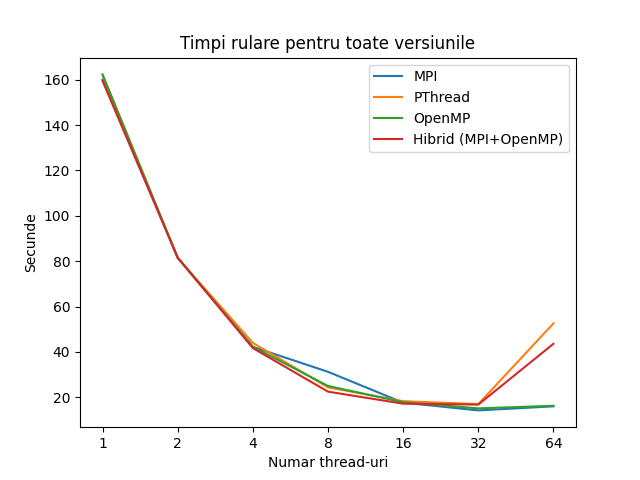 Timpi rulare pentru toate versiunile
MPI
PThread
OpenMP
Hibrid (MPI+OpenMP)
Secunde
160
140
120
100
80
60
40
20
1 2 4 8 16 32 64
Numar thread-uri